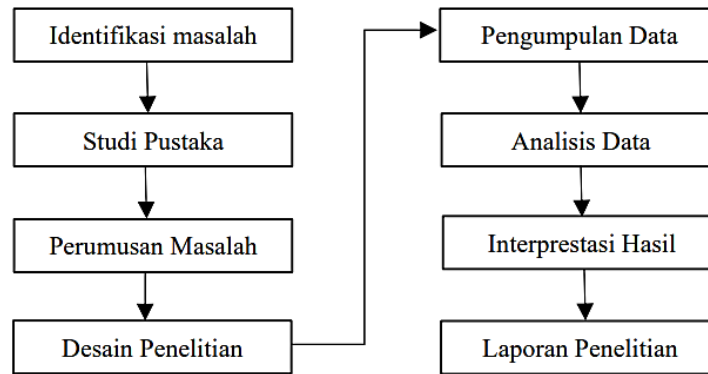 Identifikasi masalah
Studi Pustaka
Perumusan Masalah
Desain Penelitian
Pengumpulan Data
Analisis Data
Interprestasi Hasil
Laporan Penelitian